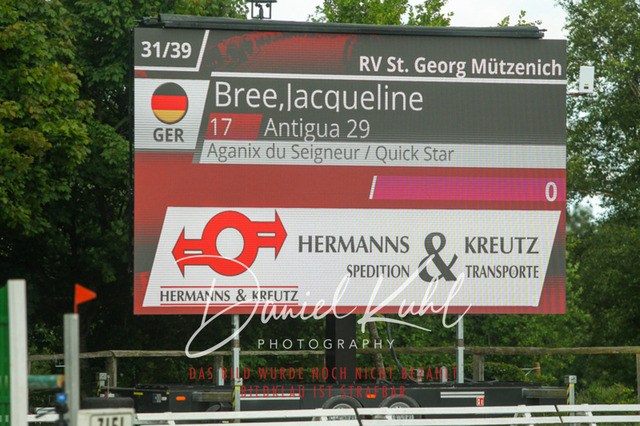 31/39
RV St. Georg Mützenich
GER
Bree,Jacqueline
17 Antigua 29
Aganix du Seigneur / Quick Star
0
HERMANNS & KREUTZ
SPEDITION TRANSPORTE
HERMANNS & KREUTZ
Daniel Kuhl
PHOTOGRAPHY
DAS BILD WURDE NOCH NICHT BEZAHLT
BILDKLAU IST STRAFBAR
ZIEL